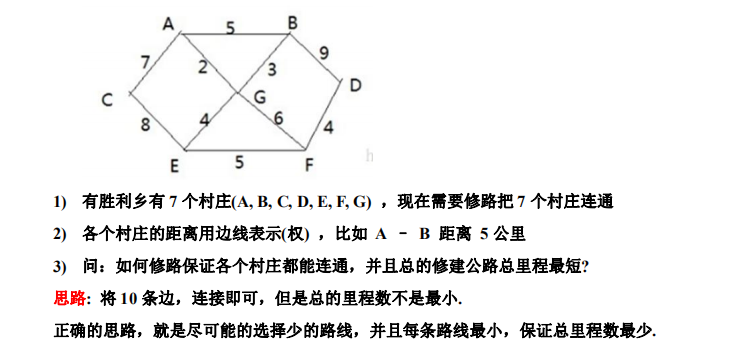 A 5 B
7 2 3 9
C G D
8 4 6 4
E 5 F
h
1) 有胜利乡有 7 个村庄(A, B, C, D, E, F, G) ，现在需要修路把 7 个村庄连通
2) 各个村庄的距离用边线表示(权) ，比如 A – B 距离 5 公里
3) 问：如何修路保证各个村庄都能连通，并且总的修建公路总里程最短?
思路: 将 10 条边，连接即可，但是总的里程数不是最小.
正确的思路，就是尽可能的选择少的路线，并且每条路线最小，保证总里程数最少.